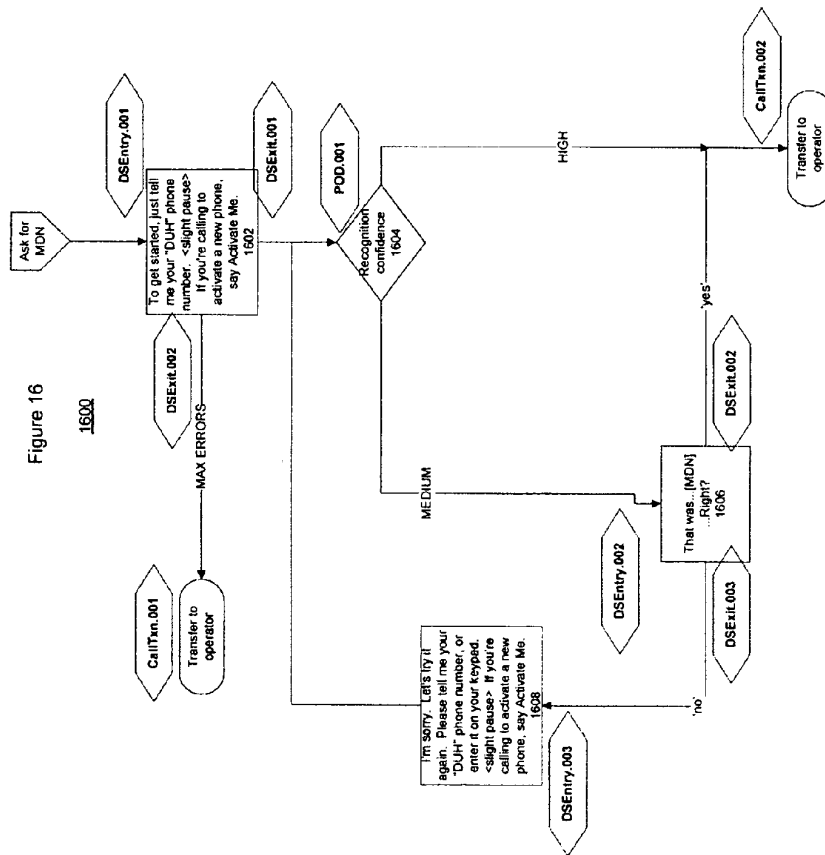 Figure 16
1600
Ask for
MDN
DSEntry.001
To get started, just tell
me your "DUH" phone
number. <slight pause>
If you're calling to
activate a new phone,
say Activate Me.
1602
DSExit.002
DSExit.001
MAX ERRORS
CallTxn.001
Transfer to
operator
POD.001
Recognition
confidence
1604
HIGH
MEDIUM
CallTxn.002
Transfer to
operator
'yes'
DSEntry.002
That was...[MDN]
...Right?
1606
DSExit.002
DSExit.003
'no'
I'm sorry. Let's try it
again. Please tell me your
"DUH" phone number, or
enter it on your keypad.
<slight pause> If you're
calling to activate a new
phone, say Activate Me.
1608
DSEntry.003